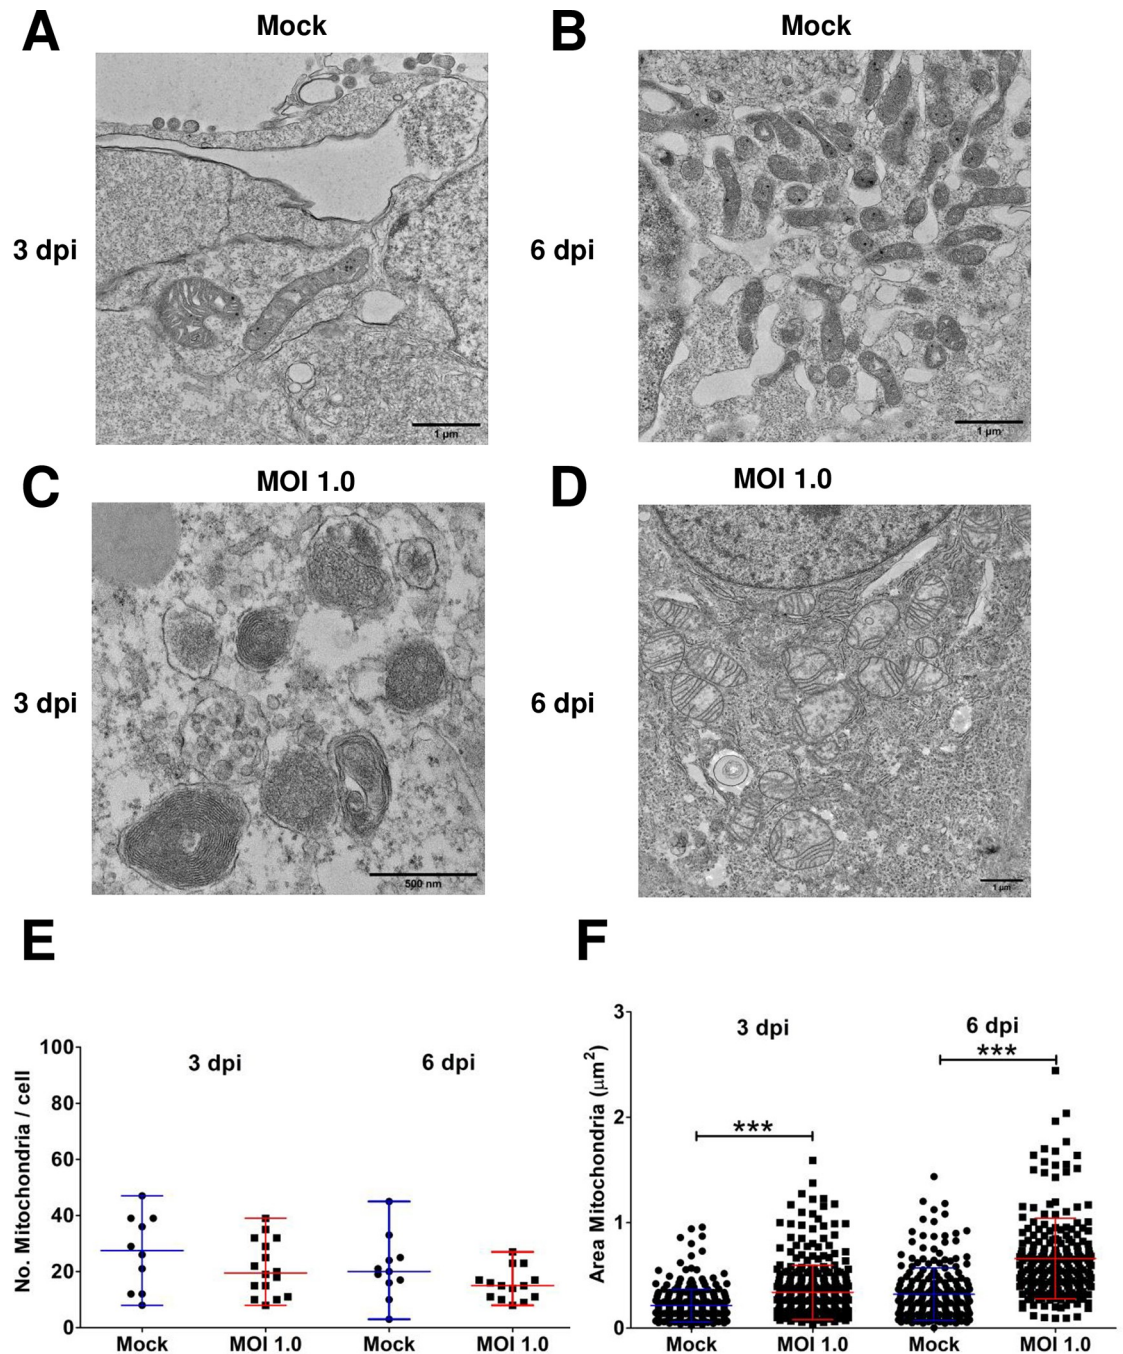 A
Mock
B
Mock
3 dpi
6 dpi
1 µm
1 µm
C
MOI 1.0
D
MOI 1.0
3 dpi
6 dpi
500 nm
1 µm
E
F
No. Mitochondria / cell
100
80
60
40
20
0
3 dpi
6 dpi
Mock
MOI 1.0
Mock
MOI 1.0
Area Mitochondria (µm²)
3
2
1
0
3 dpi
6 dpi
***
***
Mock
MOI 1.0
Mock
MOI 1.0